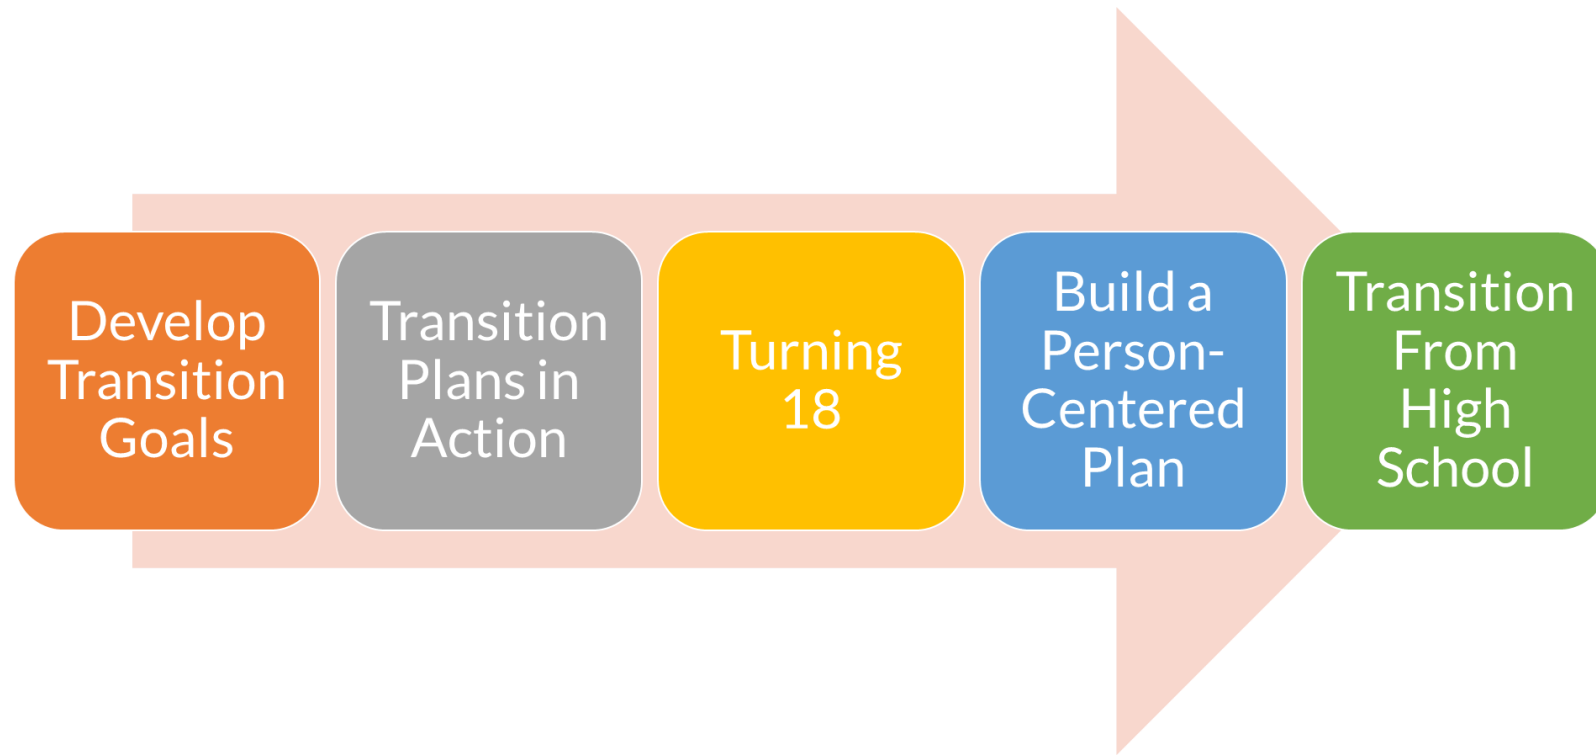 Develop
Transition
Goals
Transition
Plans in
Action
Turning
18
Build a
Person-
Centered
Plan
Transition
From
High
School